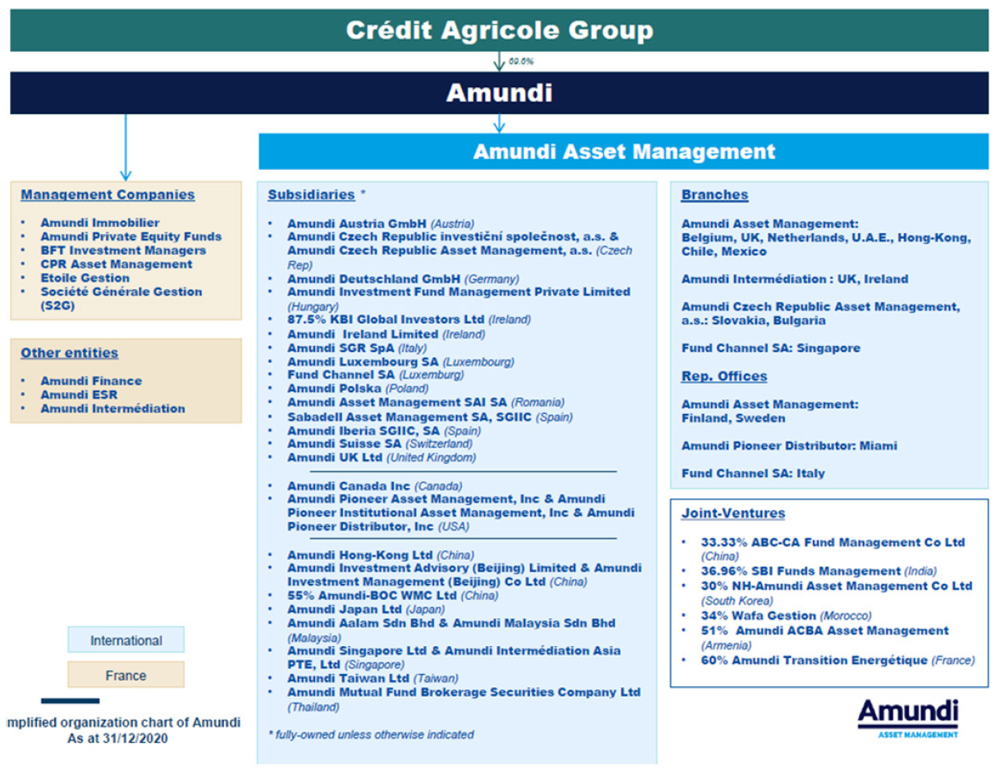 Crédit Agricole Group
69.6%
Amundi
Amundi Asset Management
Management Companies
• Amundi Immobilier
• Amundi Private Equity Funds
• BFT Investment Managers
• CPR Asset Management
• Etoile Gestion
• Société Générale Gestion
(S2G)
Other entities
• Amundi Finance
• Amundi ESR
• Amundi Intermédiation
International
France
implified organization chart of Amundi
As at 31/12/2020
Subsidiaries *
• Amundi Austria GmbH (Austria)
• Amundi Czech Republic investiční společnost, a.s. &
Amundi Czech Republic Asset Management, a.s. (Czech
Rep)
• Amundi Deutschland GmbH (Germany)
• Amundi Investment Fund Management Private Limited
(Hungary)
• 87.5% KBI Global Investors Ltd (Ireland)
• Amundi Ireland Limited (Ireland)
• Amundi SGR SpA (Italy)
• Amundi Luxembourg SA (Luxembourg)
• Fund Channel SA (Luxemburg)
• Amundi Polska (Poland)
• Amundi Asset Management SAI SA (Romania)
• Sabadell Asset Management SA, SGIIC (Spain)
• Amundi Iberia SGIIC, SA (Spain)
• Amundi Suisse SA (Switzerland)
• Amundi UK Ltd (United Kingdom)
• Amundi Canada Inc (Canada)
• Amundi Pioneer Asset Management, Inc & Amundi
Pioneer Institutional Asset Management, Inc & Amundi
Pioneer Distributor, Inc (USA)
• Amundi Hong-Kong Ltd (China)
• Amundi Investment Advisory (Beijing) Limited & Amundi
Investment Management (Beijing) Co Ltd (China)
• 55% Amundi-BOC WMC Ltd (China)
• Amundi Japan Ltd (Japan)
• Amundi Aalam Sdn Bhd & Amundi Malaysia Sdn Bhd
(Malaysia)
• Amundi Singapore Ltd & Amundi Intermédiation Asia
PTE, Ltd (Singapore)
• Amundi Taiwan Ltd (Taiwan)
• Amundi Mutual Fund Brokerage Securities Company Ltd
(Thailand)
* fully-owned unless otherwise indicated
Branches
Amundi Asset Management:
Belgium, UK, Netherlands, U.A.E., Hong-Kong,
Chile, Mexico
Amundi Intermédiation : UK, Ireland
Amundi Czech Republic Asset Management,
a.s.: Slovakia, Bulgaria
Fund Channel SA: Singapore
Rep. Offices
Amundi Asset Management:
Finland, Sweden
Amundi Pioneer Distributor: Miami
Fund Channel SA: Italy
Joint-Ventures
• 33.33% ABC-CA Fund Management Co Ltd
(China)
• 36.96% SBI Funds Management (India)
• 30% NH-Amundi Asset Management Co Ltd
(South Korea)
• 34% Wafa Gestion (Morocco)
• 51% Amundi ACBA Asset Management
(Armenia)
• 60% Amundi Transition Energétique (France)
Amundi
ASSET MANAGEMENT